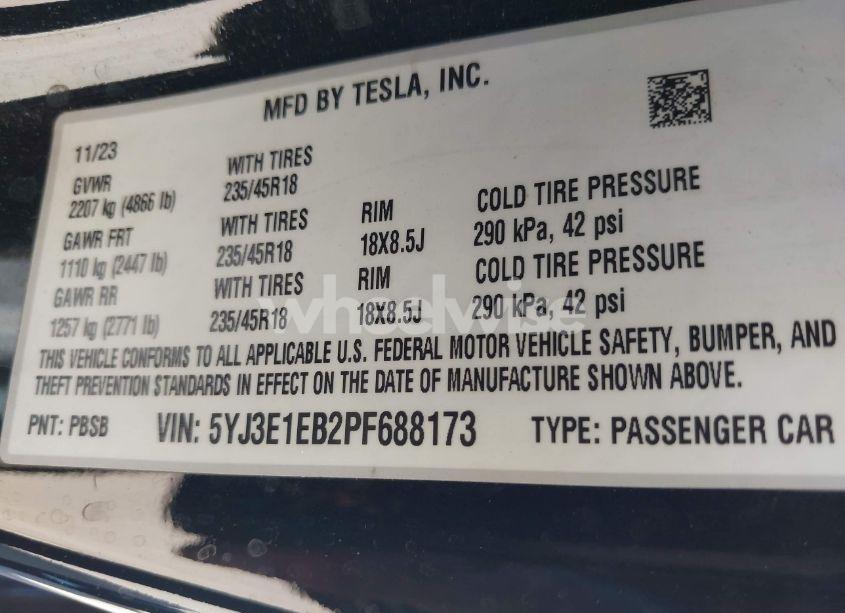 MFD BY TESLA, INC.
11/23
GVWR WITH TIRES
2207 kg (4866 lb) 235/45R18
GAWR FRT WITH TIRES RIM COLD TIRE PRESSURE
1110 kg (2447 lb) 235/45R18 18X8.5J 290 kPa, 42 psi
GAWR RR WITH TIRES RIM COLD TIRE PRESSURE
1257 kg (2771 lb) 235/45R18 18X8.5J 290 kPa, 42 psi
wheelwise
THIS VEHICLE CONFORMS TO ALL APPLICABLE U.S. FEDERAL MOTOR VEHICLE SAFETY, BUMPER, AND
THEFT PREVENTION STANDARDS IN EFFECT ON THE DATE OF MANUFACTURE SHOWN ABOVE.
PNT: PBSB VIN: 5YJ3E1EB2PF688173 TYPE: PASSENGER CAR